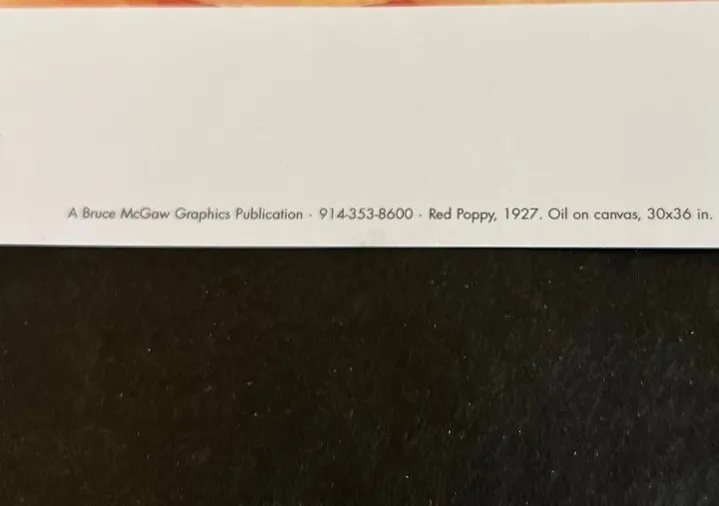 A Bruce McGaw Graphics Publication · 914-353-8600 · Red Poppy, 1927. Oil on canvas, 30x36 in.